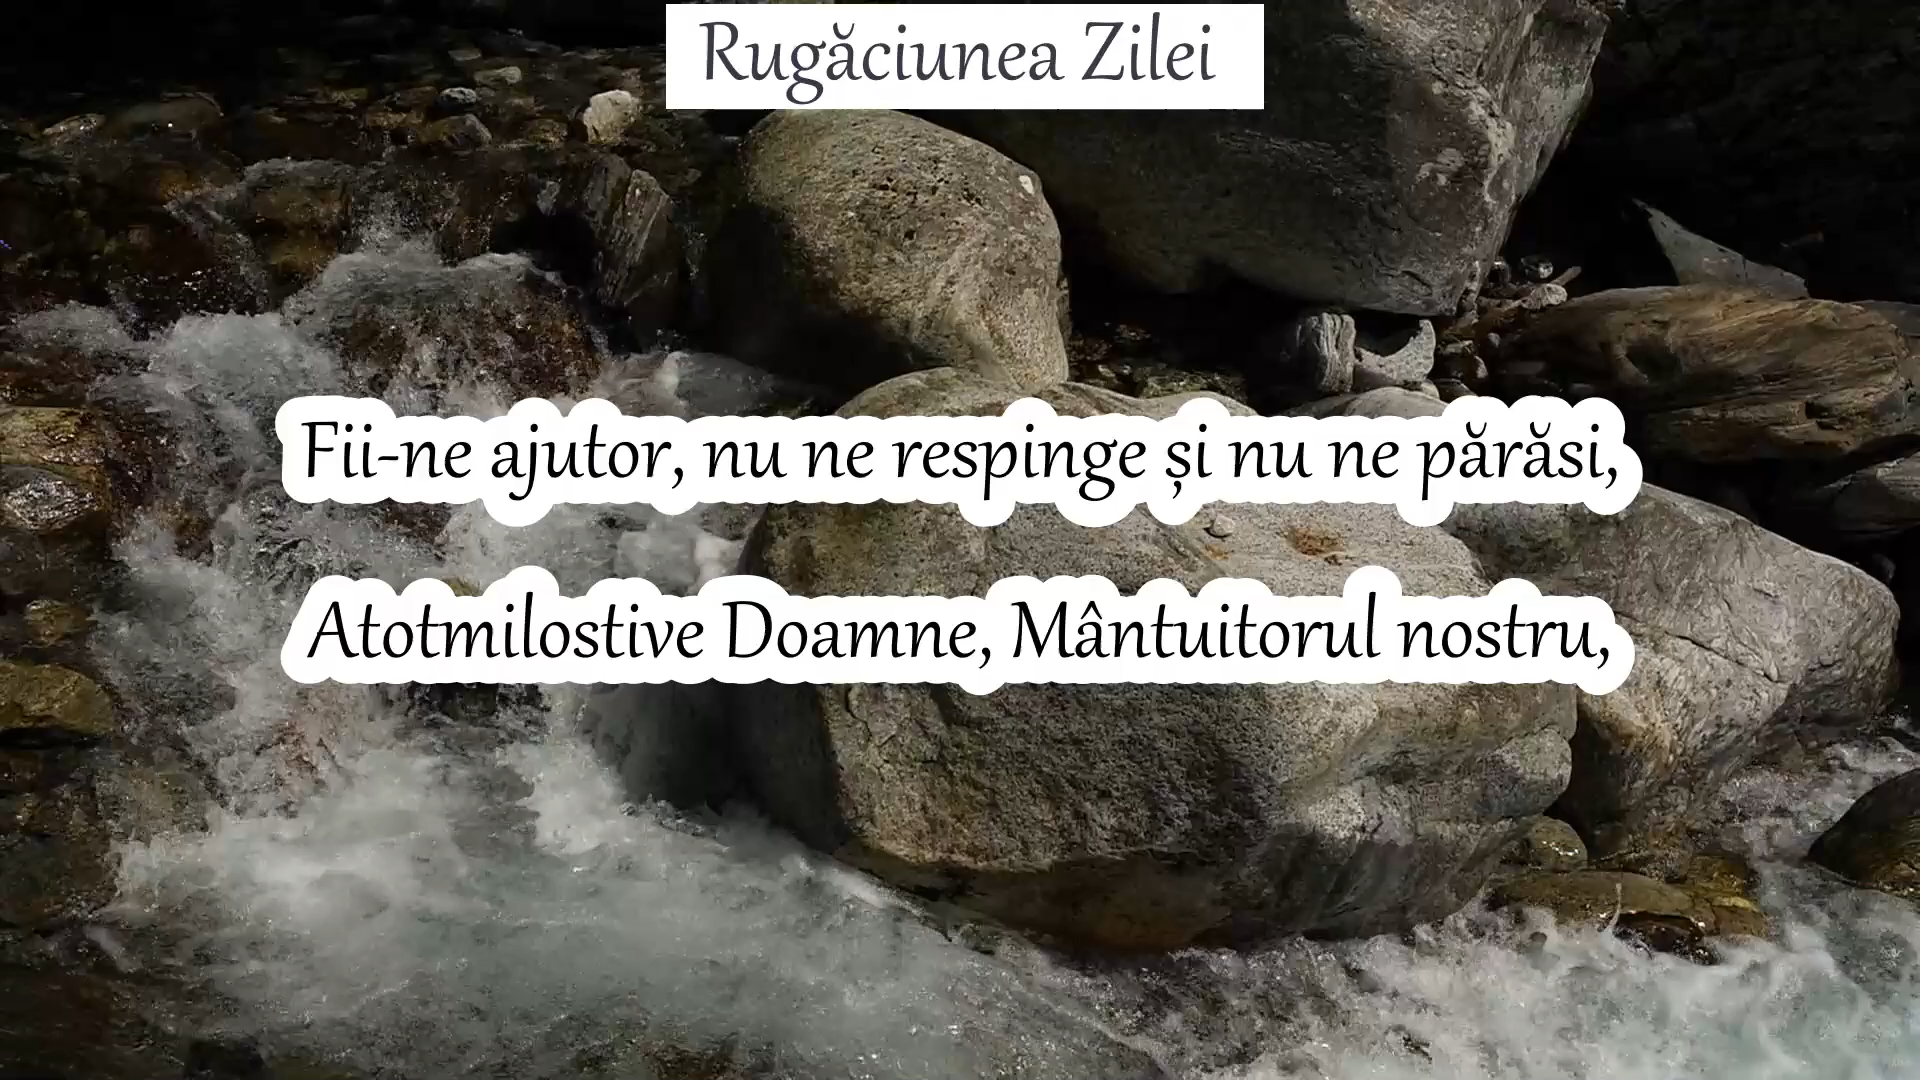 Rugăciunea Zilei
Fii-ne ajutor, nu ne respinge și nu ne părăsi,
Atotmilostive Doamne, Mântuitorul nostru,